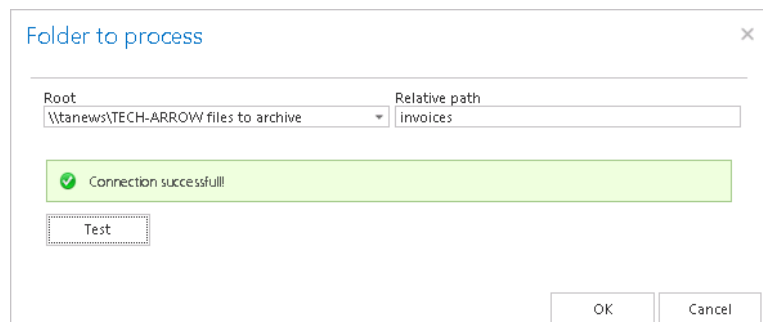 Folder to process
Root
Relative path
\\tanews\TECH-ARROW files to archive
invoices
Connection successfull!
Test
OK
Cancel